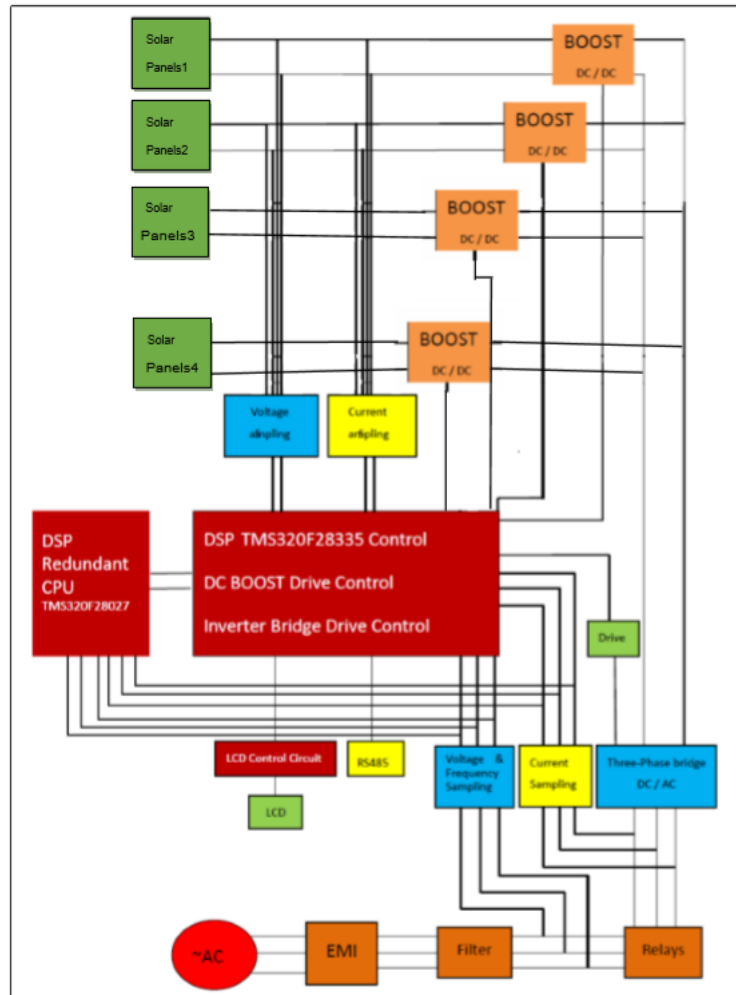 Solar
Panels1
BOOST
DC / DC
Solar
Panels2
BOOST
DC / DC
Solar
Panels3
BOOST
DC / DC
Solar
Panels4
BOOST
DC / DC
Voltage
Current
DSP
Redundant
CPU
TMS320F28027
DSP TMS320F28335 Control
DC BOOST Drive Control
Inverter Bridge Drive Control
Drive
LCD Control Circuit
RS485
Voltage &
Frequency
Sampling
Current
Sampling
Three-Phase bridge
DC / AC
LCD
~AC
EMI
Filter
Relays